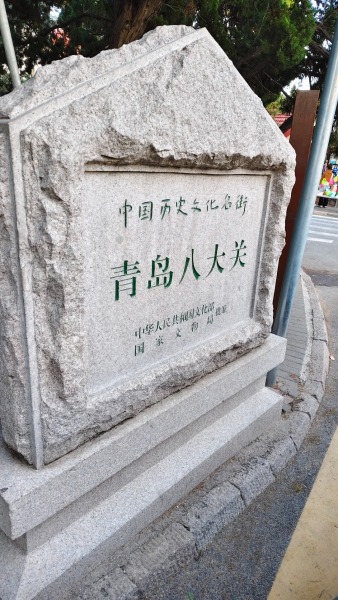 中国历史文化名街
青岛八大关
中华人民共和国文化部
国家文物局